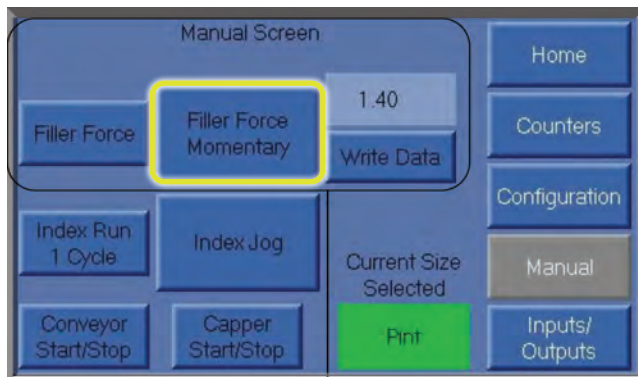 Manual Screen
Home
1.40
Filler Force
Filler Force
Momentary
Write Data
Counters
Configuration
Index Run
1 Cycle
Index Jog
Current Size
Selected
Manual
Conveyor
Start/Stop
Capper
Start/Stop
Pint
Inputs/
Outputs